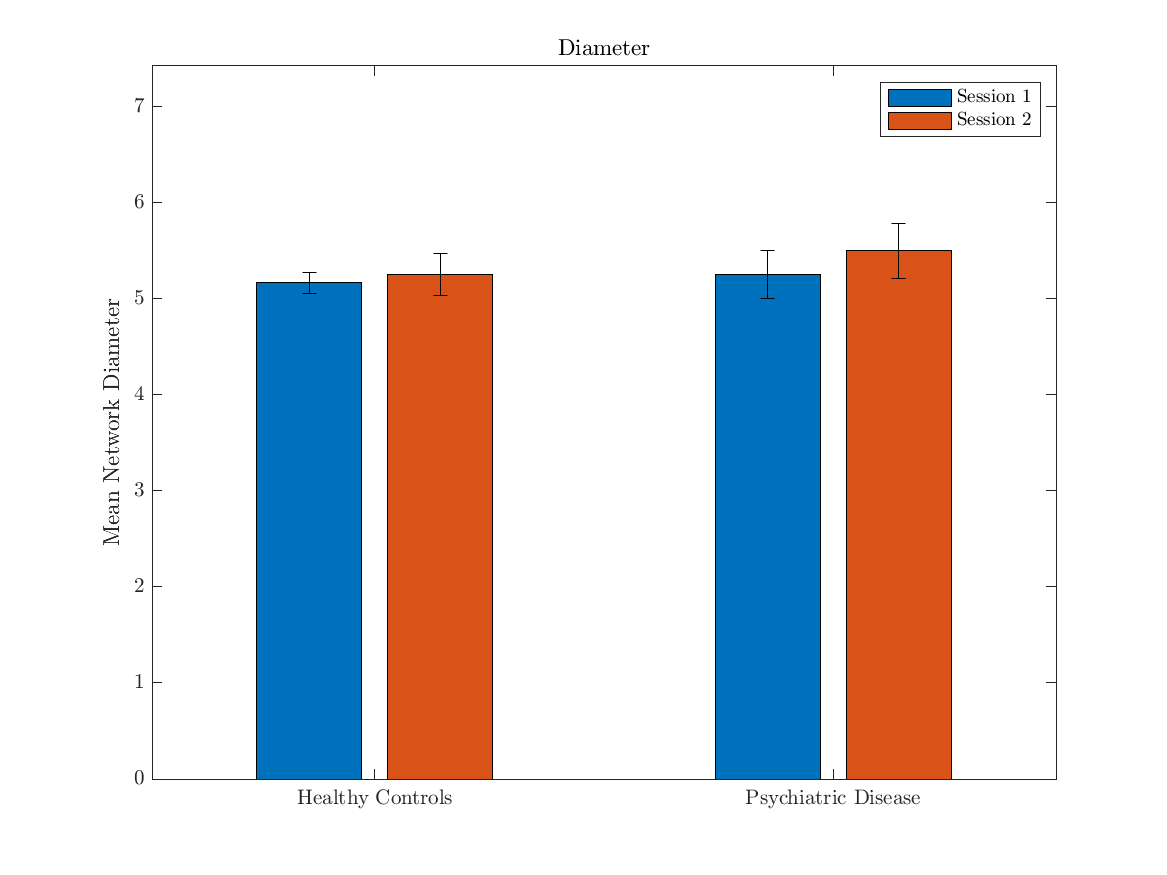 Diameter
Session 1
Session 2
7
6
5
4
3
2
1
0
Mean Network Diameter
Healthy Controls
Psychiatric Disease